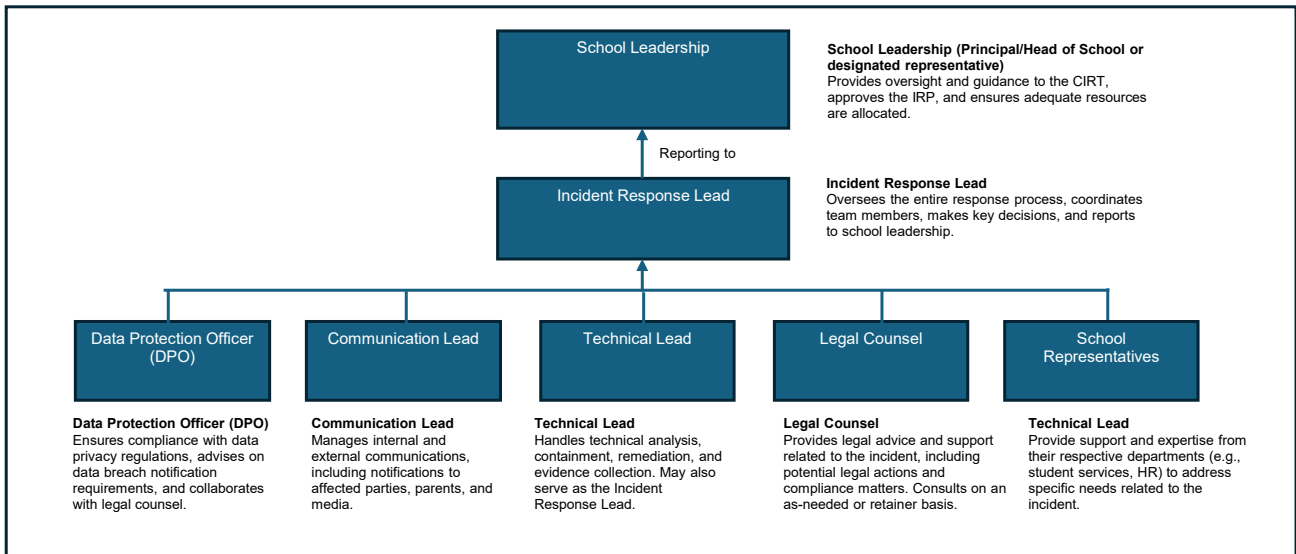 School Leadership
School Leadership (Principal/Head of School or
designated representative)
Provides oversight and guidance to the CIRT,
approves the IRP, and ensures adequate resources
are allocated.
Reporting to
Incident Response Lead
Incident Response Lead
Oversees the entire response process, coordinates
team members, makes key decisions, and reports
to school leadership.
Data Protection Officer
(DPO)
Communication Lead
Technical Lead
Legal Counsel
School
Representatives
Data Protection Officer (DPO)
Ensures compliance with data
privacy regulations, advises on
data breach notification
requirements, and collaborates
with legal counsel.
Communication Lead
Manages internal and
external communications,
including notifications to
affected parties, parents, and
media.
Technical Lead
Handles technical analysis,
containment, remediation, and
evidence collection. May also
serve as the Incident
Response Lead.
Legal Counsel
Provides legal advice and support
related to the incident, including
potential legal actions and
compliance matters. Consults on an
as-needed or retainer basis.
Technical Lead
Provide support and expertise from
their respective departments (e.g.,
student services, HR) to address
specific needs related to the
incident.